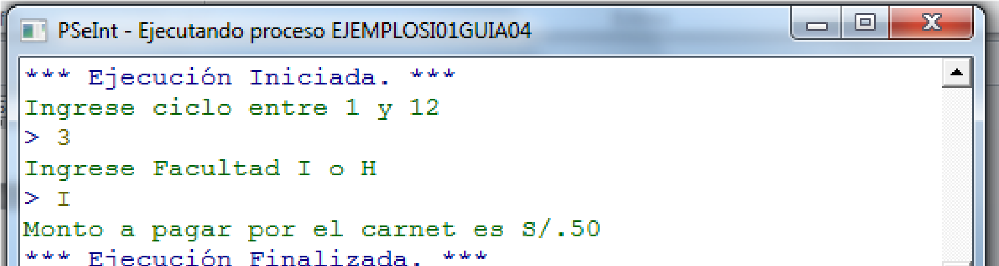 PSeInt - Ejecutando proceso EJEMPLOSI01GUIA04
*** Ejecución Iniciada. ***
Ingrese ciclo entre 1 y 12
> 3
Ingrese Facultad I o H
> I
Monto a pagar por el carnet es S/.50
*** Ejecución Finalizada. ***